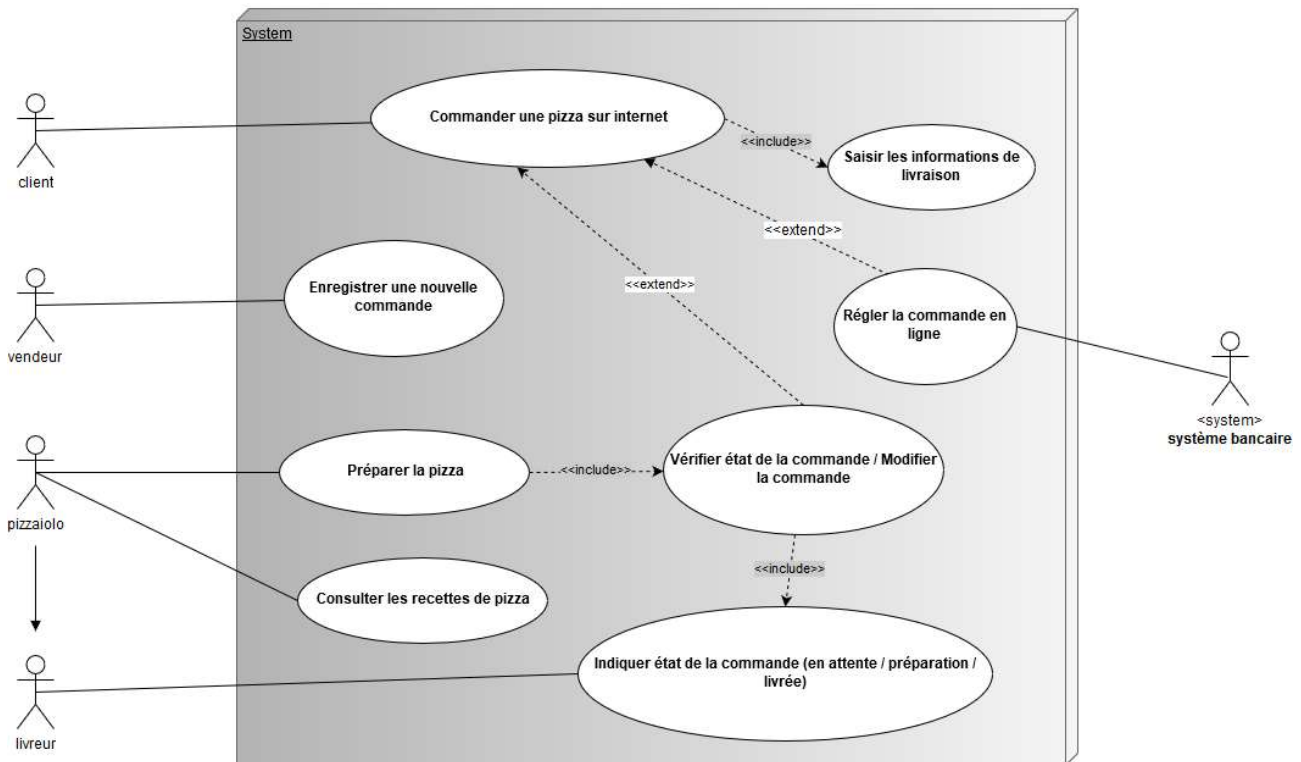 System
Commander une pizza sur internet
<<include>>
Saisir les informations de
livraison
client
<<extend>>
Enregistrer une nouvelle
commande
<<extend>>
Régler la commande en
ligne
vendeur
<system>
système bancaire
Préparer la pizza
<<include>>
Vérifier état de la commande / Modifier
la commande
pizzaiolo
<<include>>
Consulter les recettes de pizza
Indiquer état de la commande (en attente / préparation /
livrée)
livreur